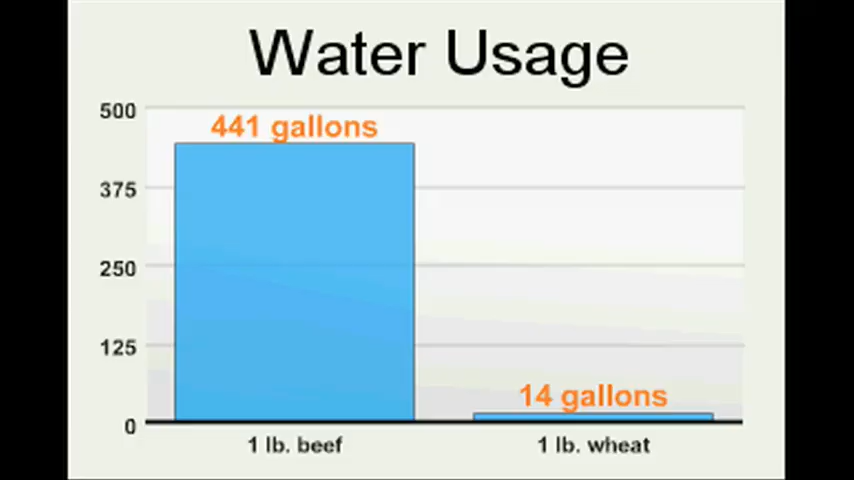 Water Usage
500
441 gallons
375
250
125
14 gallons
0
1 lb. beef
1 lb. wheat